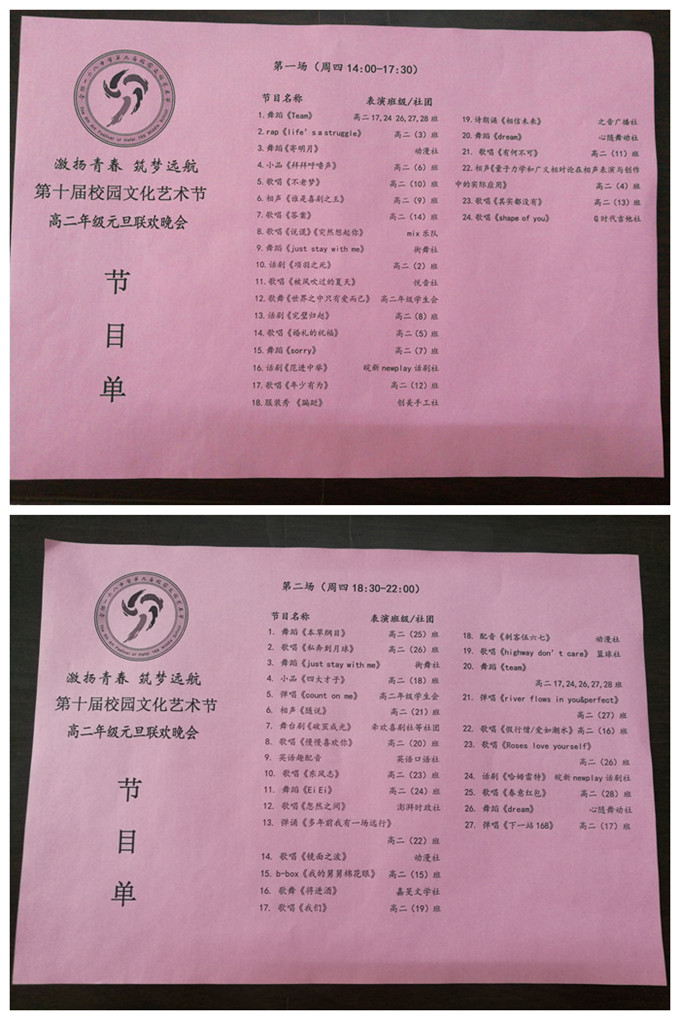 激扬青春 筑梦远航
第十届校园文化艺术节
高二年级元旦联欢晚会
节
目
单
第一场（周四14:00-17:30）
节目名称 表演班级/社团
1.舞蹈《Team》 高二17,24 26,27,28班
2.rap《life's a struggle》 高二（3）班
3.舞蹈《寄明月》 动漫社
4.小品《拜拜呼噜声》 高二（6）班
5.歌唱《不老梦》 高二（10）班
6.相声《谁是喜剧之王》 高二（9）班
7.歌唱《答案》 高二（14）班
8.歌唱《说谎》《突然想起你》 mix乐队
9.舞蹈《just stay with me》 街舞社
10.话剧《项羽之死》 高二（2）班
11.歌唱《被风吹过的夏天》 悦音社
12.歌舞《世界之中只有爱而已》 高二年级学生会
13.话剧《完璧归赵》 高二（8）班
14.歌唱《婚礼的祝福》 高二（5）班
15.舞蹈《sorry》 高二（7）班
16.话剧《范进中举》 皖新newplay话剧社
17.歌唱《年少有为》 高二（12）班
18.服装秀《蹁跹》 创美手工社
19.诗朗诵《相信未来》 之音广播社
20.舞蹈《dream》 心随舞动社
21. 歌唱《有何不可》 高二（11）班
22.相声《量子力学和广义相对论在相声表演与创作
中的实际应用》 高二（4）班
23.歌唱《其实都没有》 高二（13）班
24.歌唱《shape of you》 Q时代吉他社
激扬青春 筑梦远航
第十届校园文化艺术节
高二年级元旦联欢晚会
节
目
单
第二场（周四18:30-22:00）
节目名称 表演班级/社团
1. 舞蹈《本草纲目》 高二（25）班
2. 歌唱《私奔到月球》 高二（26）班
3. 舞蹈《just stay with me》 街舞社
4. 小品《四大才子》 高二（18）班
5. 弹唱《count on me》 高二年级学生会
6. 相声《随说》 高二（21）班
7. 舞台剧《破茧成光》 幸欢喜剧社等社团
8. 歌唱《慢慢喜欢你》 高二（20）班
9. 英语趣配音 英语口语社
10. 歌唱《东风志》 高二（23）班
11. 舞蹈《Ei Ei》 高二（24）班
12. 歌唱《忽然之间》 澎湃时政社
13. 弹诵《多年前我有一场远行》
高二（22）班
14. 歌唱《镜面之波》 动漫社
15. b-box《我的舅舅棉花眼》 高二（15）班
16. 歌舞《将进酒》 嘉芰文学社
17. 歌唱《我们》 高二（19）班
18. 配音《刺客伍六七》 动漫社
19. 歌唱《highway don't care》 篮球社
20. 舞蹈《team》
高二17,24,26,27,28班
21. 弹唱《river flows in you&perfect》
高二（27）班
22. 歌唱《假行僧/爱如潮水》高二（16）班
23. 歌唱《Roses love yourself》
高二（26）班
24. 话剧《哈姆雷特》 皖新newplay话剧社
25. 歌唱《春意红包》 高二（28）班
26. 舞蹈《dream》 心随舞动社
27. 弹唱《下一站168》 高二（17）班